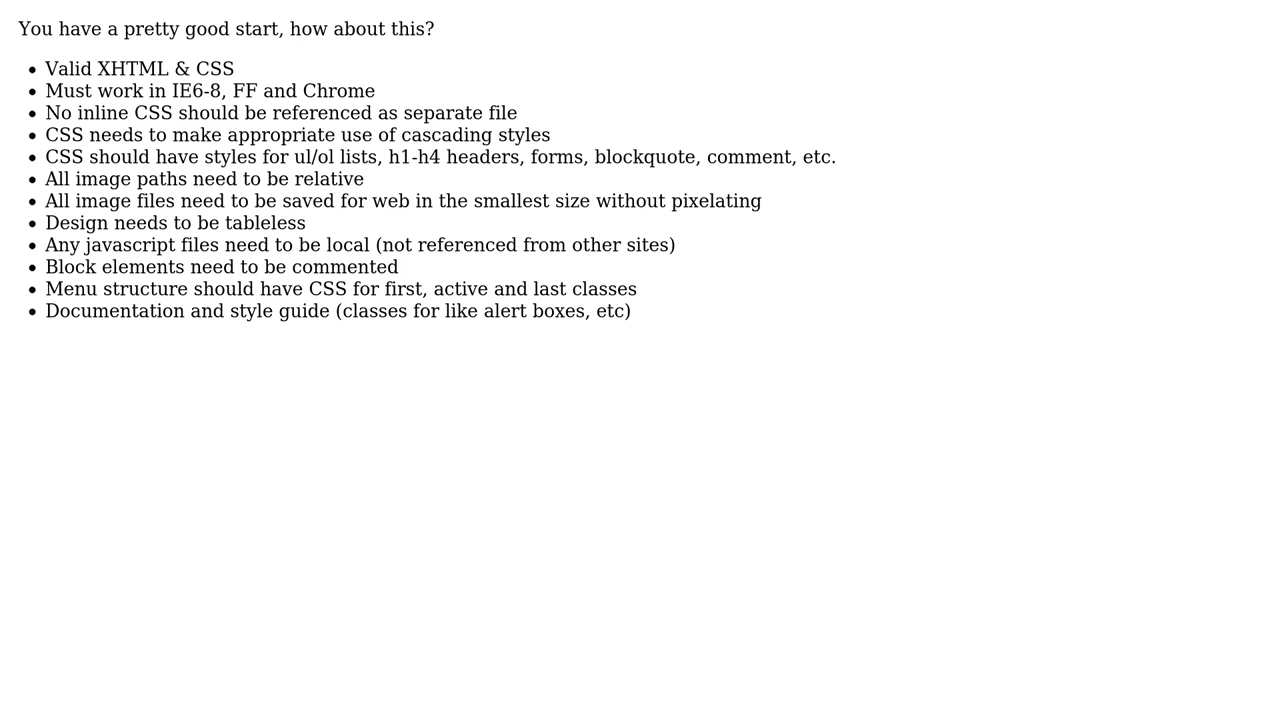 You have a pretty good start, how about this?
• Valid XHTML & CSS
• Must work in IE6-8, FF and Chrome
• No inline CSS should be referenced as separate file
• CSS needs to make appropriate use of cascading styles
• CSS should have styles for ul/ol lists, h1-h4 headers, forms, blockquote, comment, etc.
• All image paths need to be relative
• All image files need to be saved for web in the smallest size without pixelating
• Design needs to be tableless
• Any javascript files need to be local (not referenced from other sites)
• Block elements need to be commented
• Menu structure should have CSS for first, active and last classes
• Documentation and style guide (classes for like alert boxes, etc)